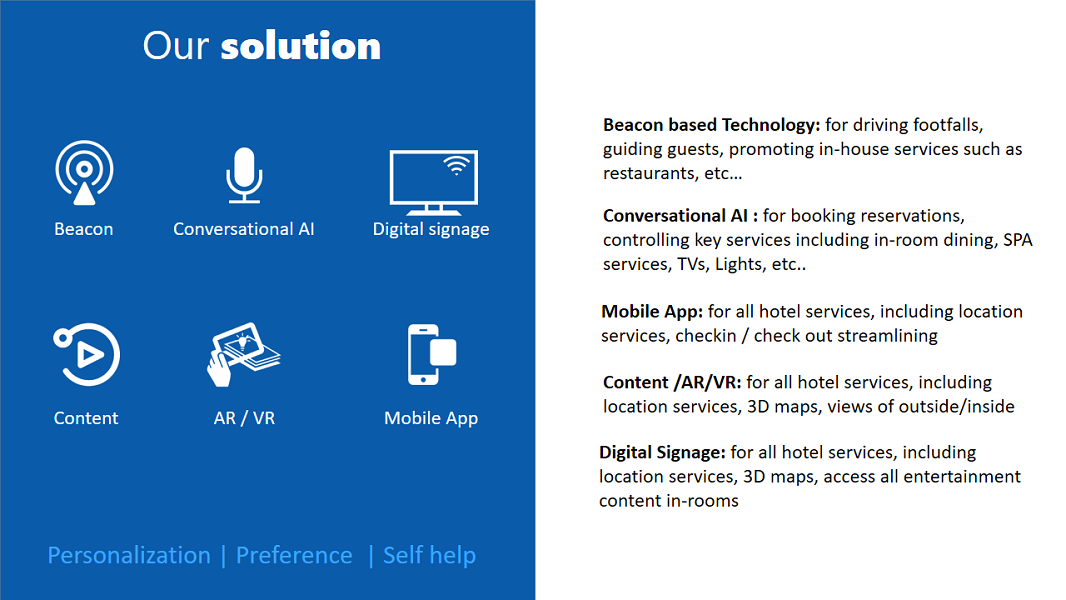 Our solution
Beacon
Conversational AI
Digital signage
Content
AR / VR
Mobile App
Personalization | Preference | Self help
Beacon based Technology: for driving footfalls,
guiding guests, promoting in-house services such as
restaurants, etc...
Conversational AI : for booking reservations,
controlling key services including in-room dining, SPA
services, TVs, Lights, etc..
Mobile App: for all hotel services, including location
services, checkin / check out streamlining
Content /AR/VR: for all hotel services, including
location services, 3D maps, views of outside/inside
Digital Signage: for all hotel services, including
location services, 3D maps, access all entertainment
content in-rooms